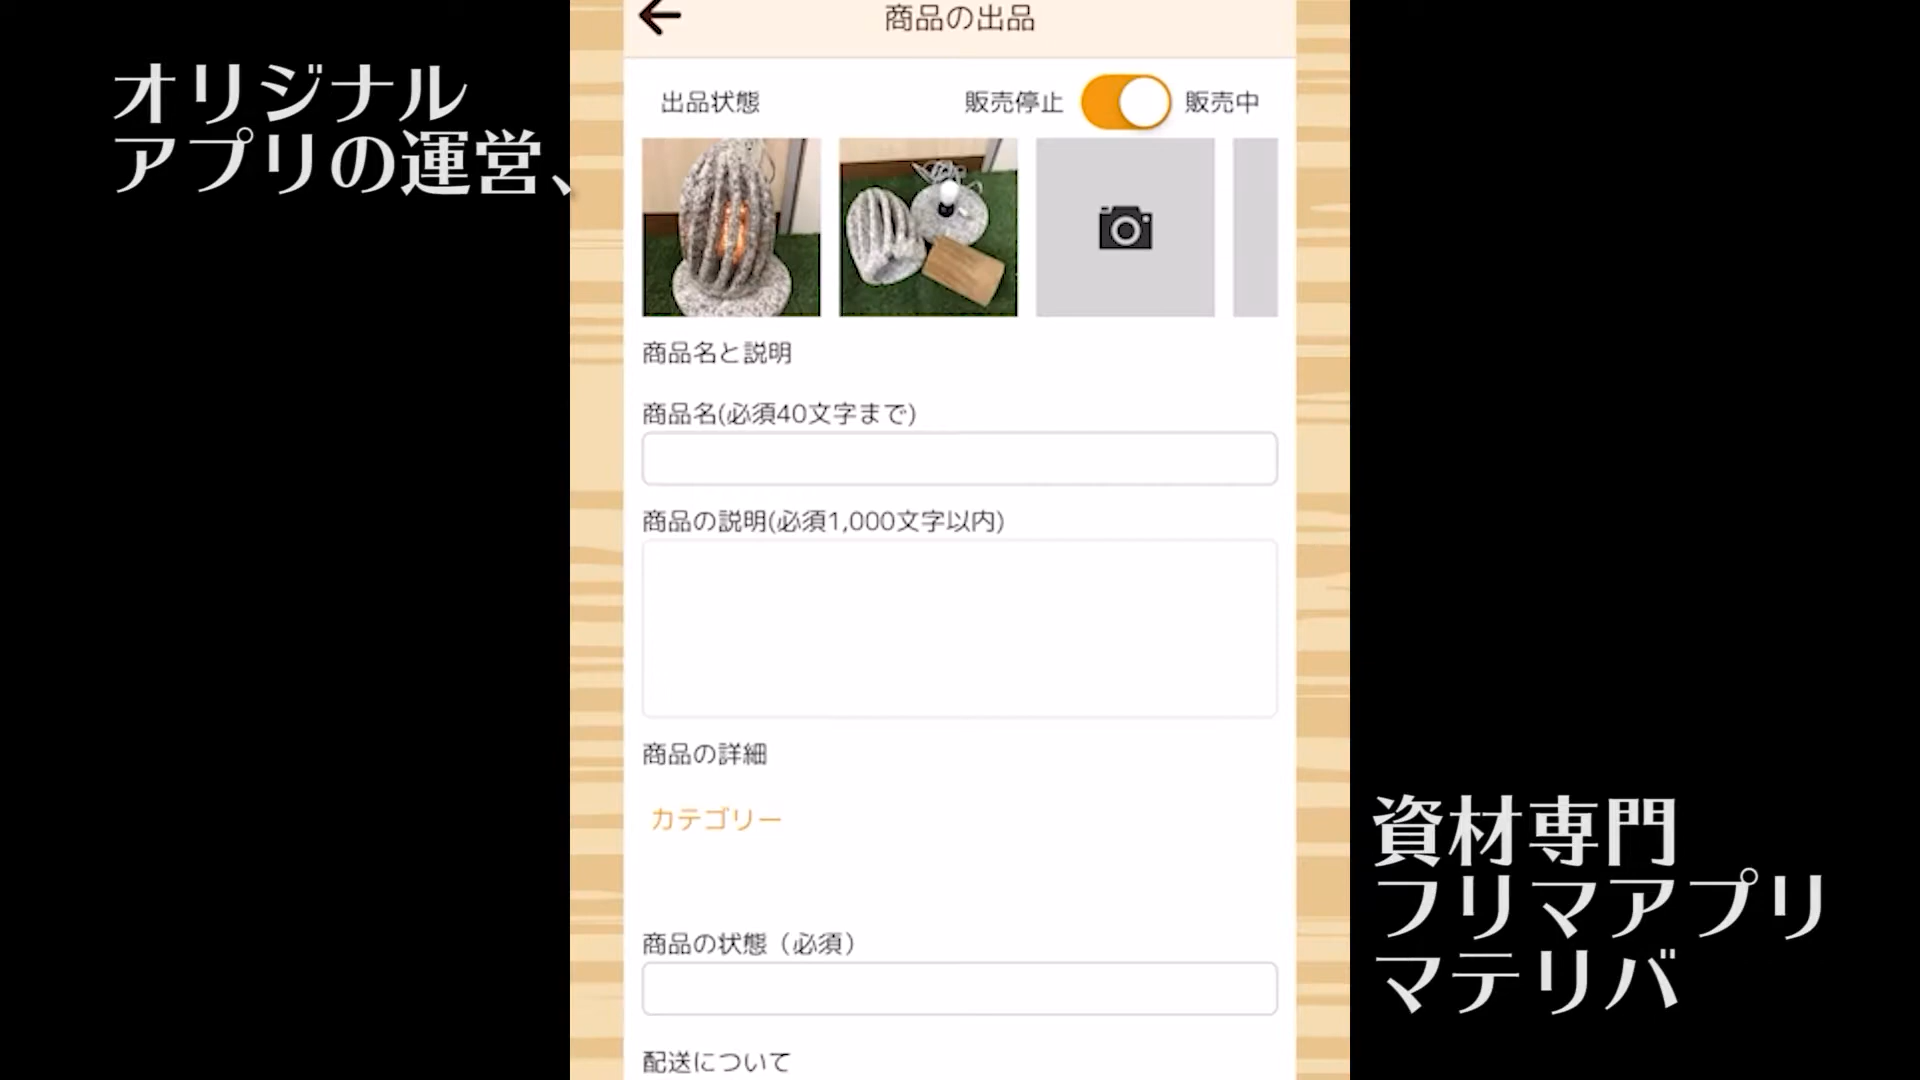 オリジナル
アプリの運営、
商品の出品
出品状態
販売停止
販売中
商品名と説明
商品名(必須40文字まで)
商品の説明(必須1,000文字以内)
商品の詳細
カテゴリー
商品の状態（必須）
配送について
資材専門
フリマアプリ
マテリバ